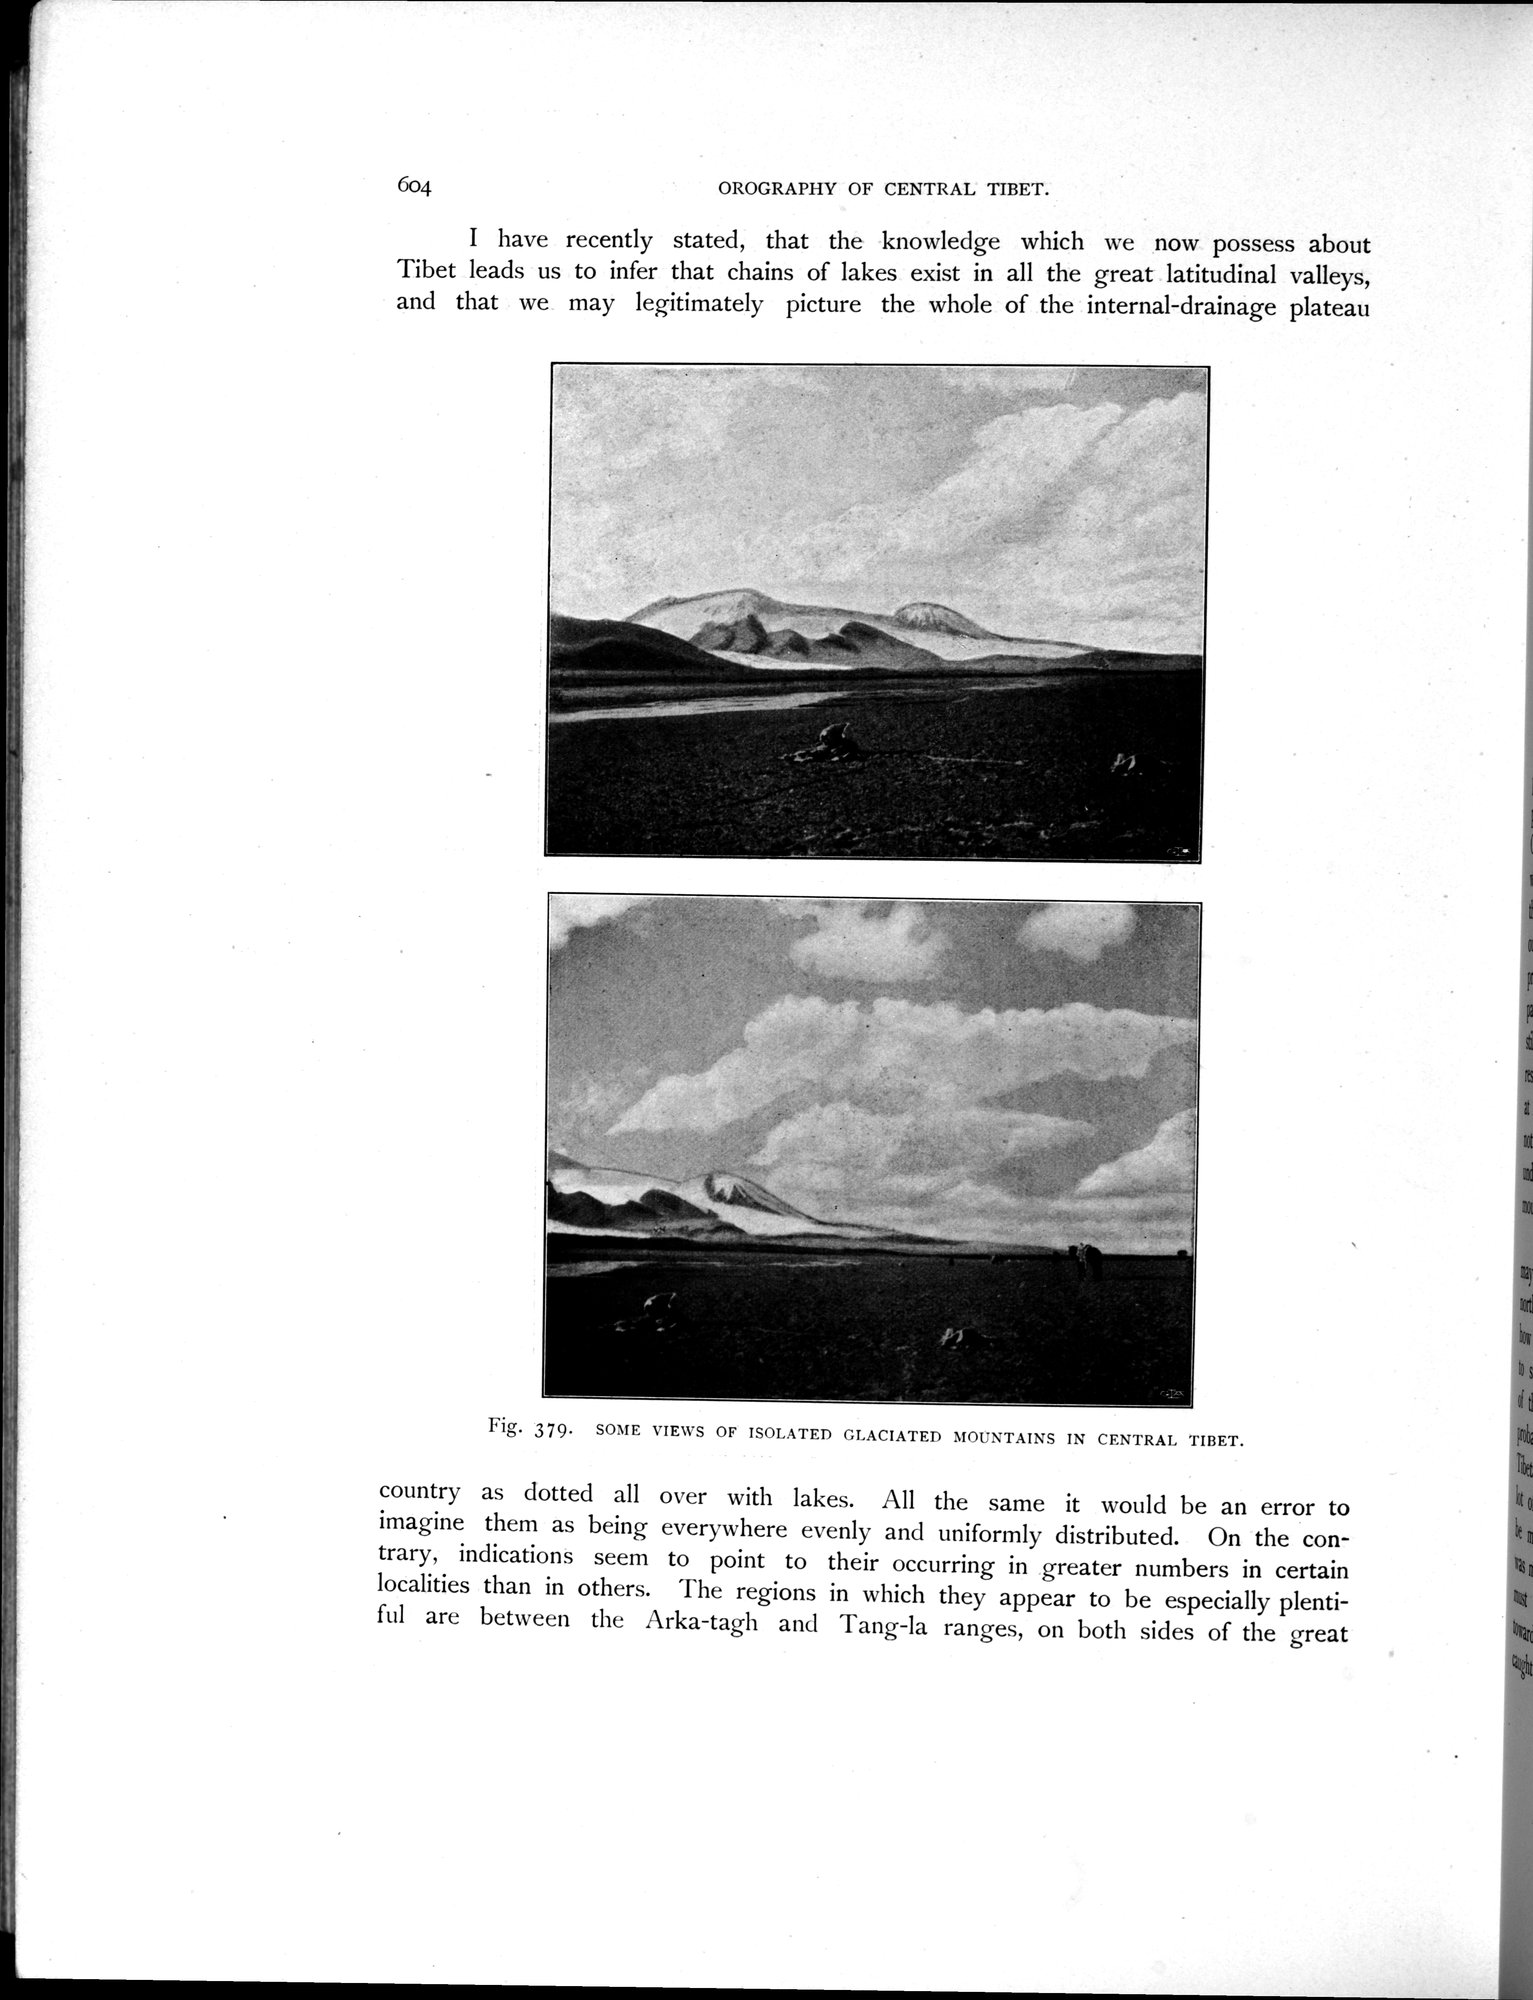 604
OROGRAPHY OF CENTRAL TIBET.
I have recently stated, that the knowledge which we now possess about
Tibet leads us to infer that chains of lakes exist in all the great latitudinal valleys,
and that we may legitimately picture the whole of the internal-drainage plateau
Fig. 379. SOME VIEWS OF ISOLATED GLACIATED MOUNTAINS IN CENTRAL TIBET.
country as dotted all over with lakes. All the same it would be an error to
imagine them as being everywhere evenly and uniformly distributed. On the con-
trary, indications seem to point to their occurring in greater numbers in certain
localities than in others. The regions in which they appear to be especially plenti-
ful are between the Arka-tagh and Tang-la ranges, on both sides of the great